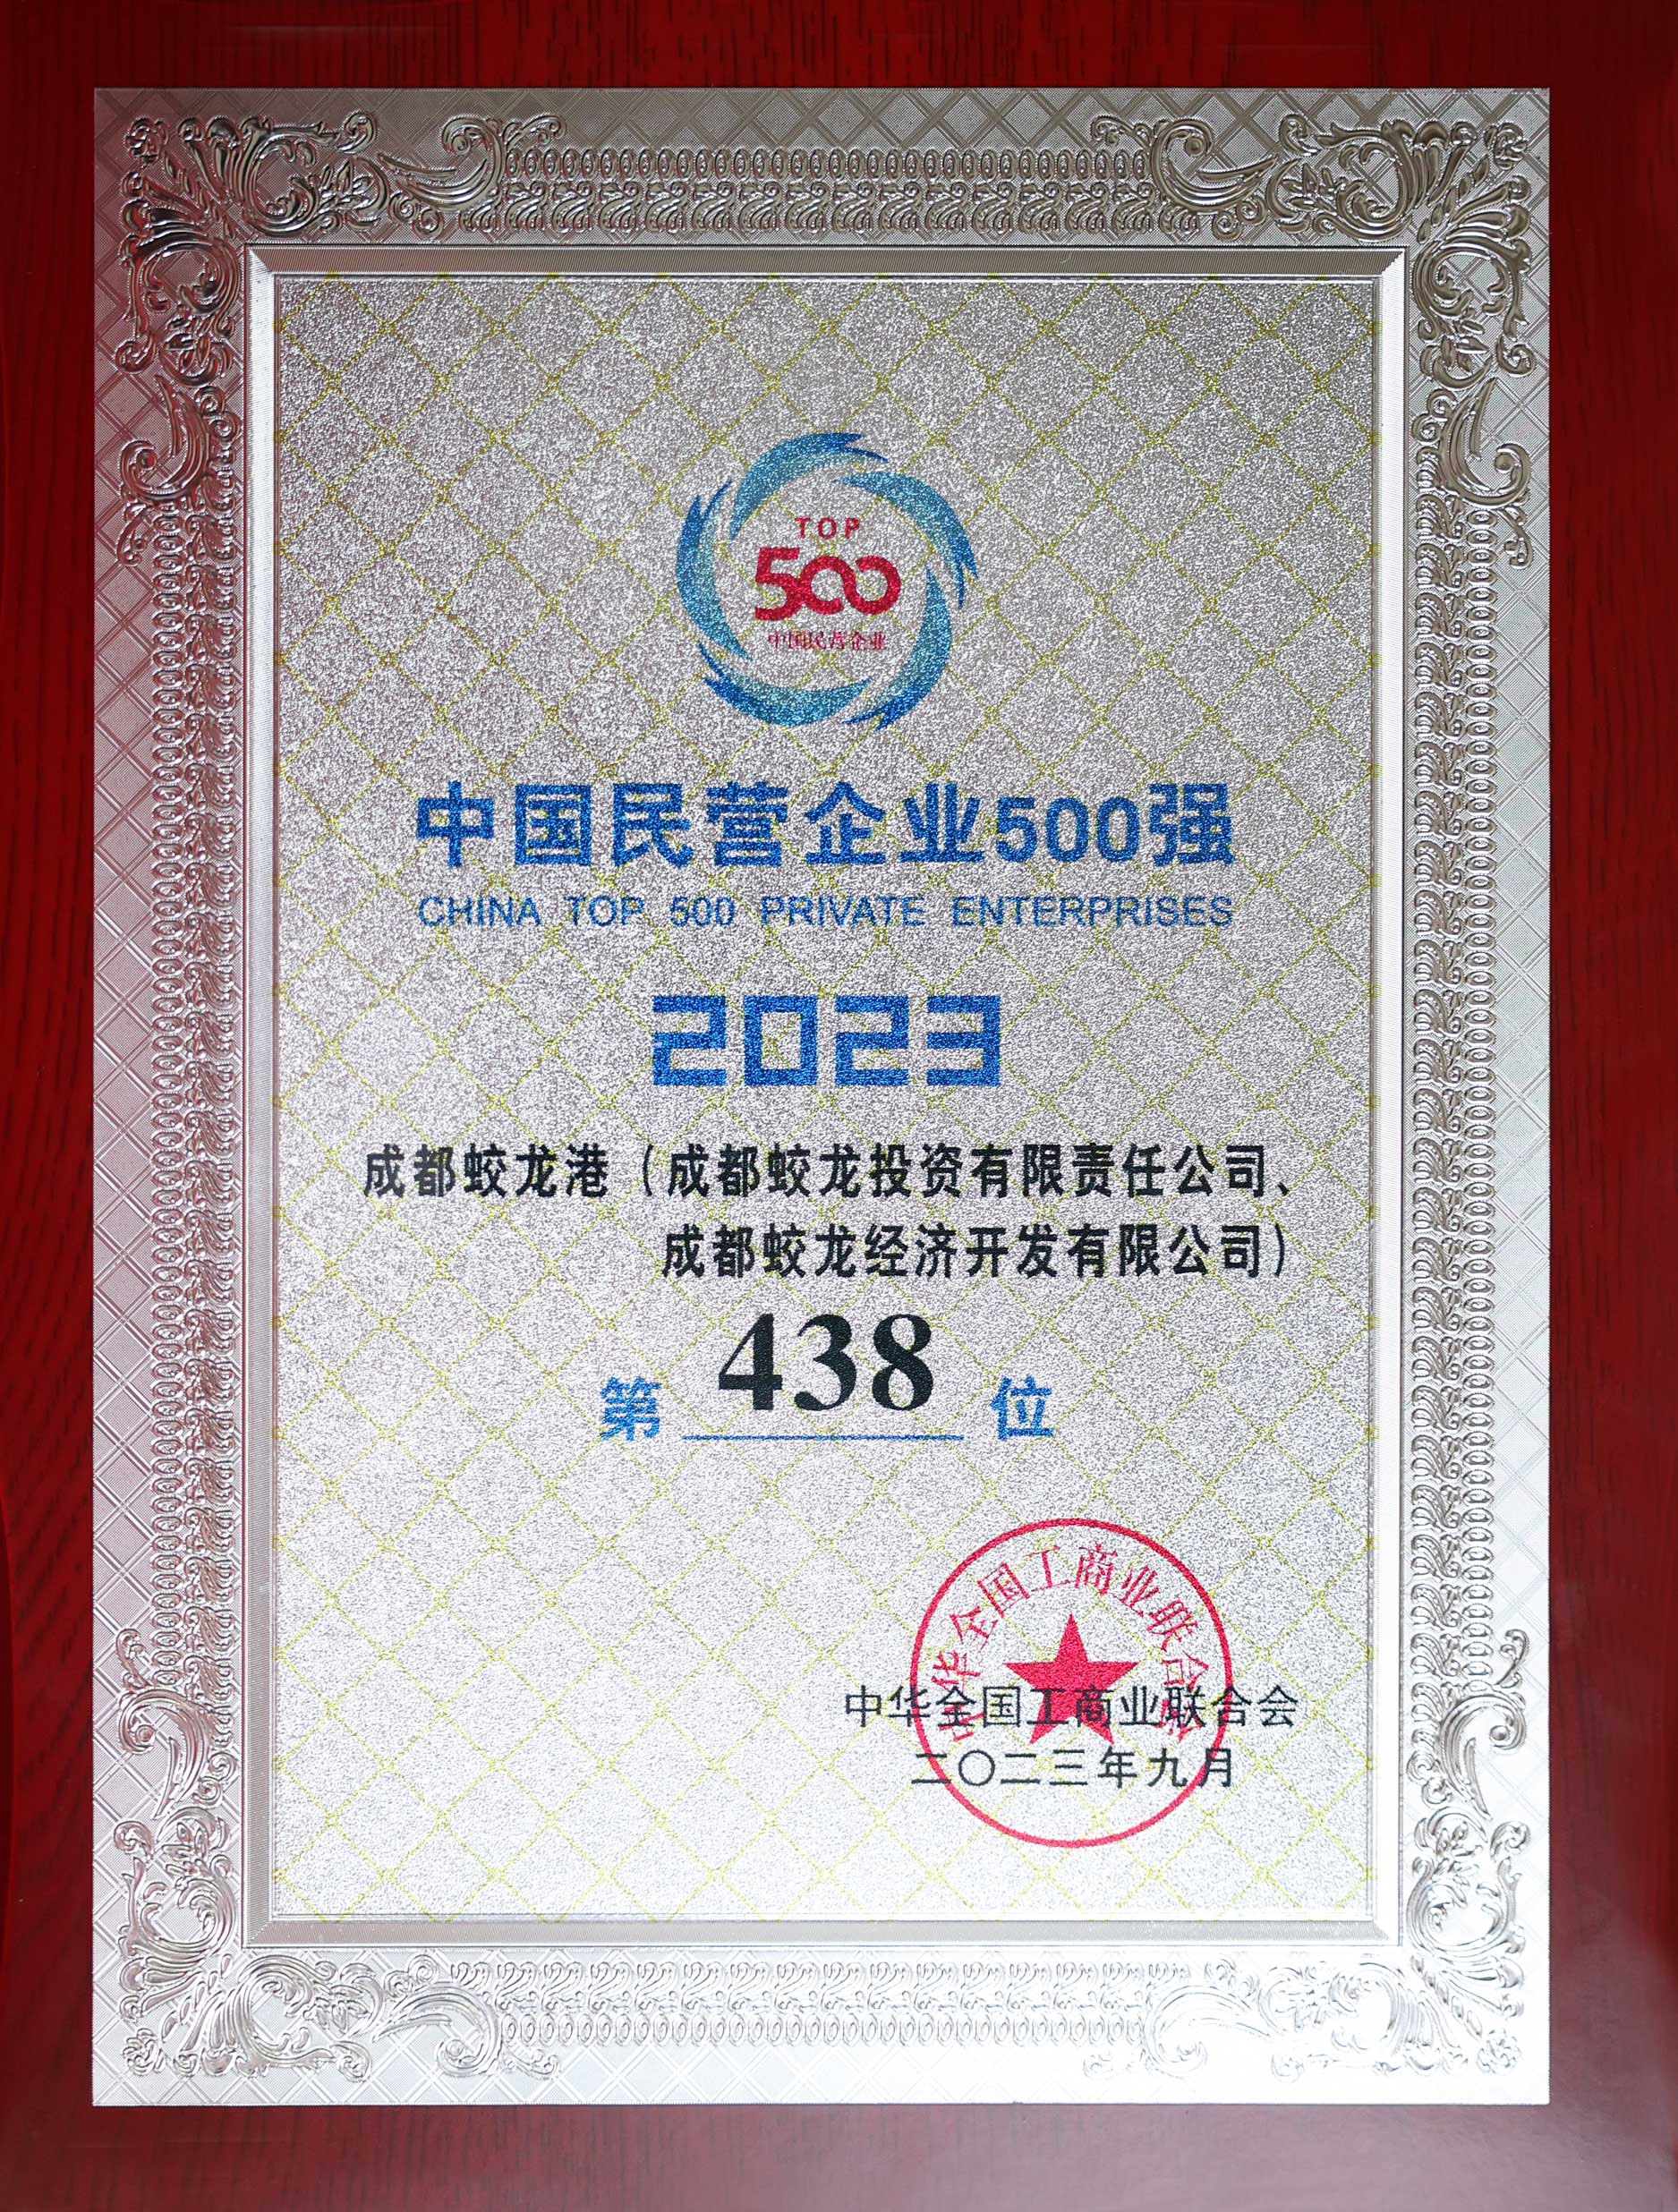 TOP
500
中国民营企业
中国民营企业500强
CHINA TOP 500 PRIVATE ENTERPRISES
2023
成都蛟龙港（成都蛟龙投资有限责任公司、
成都蛟龙经济开发有限公司）
第 438 位
中华全国工商业联合会
中华全国工商业联合会
二〇二三年九月